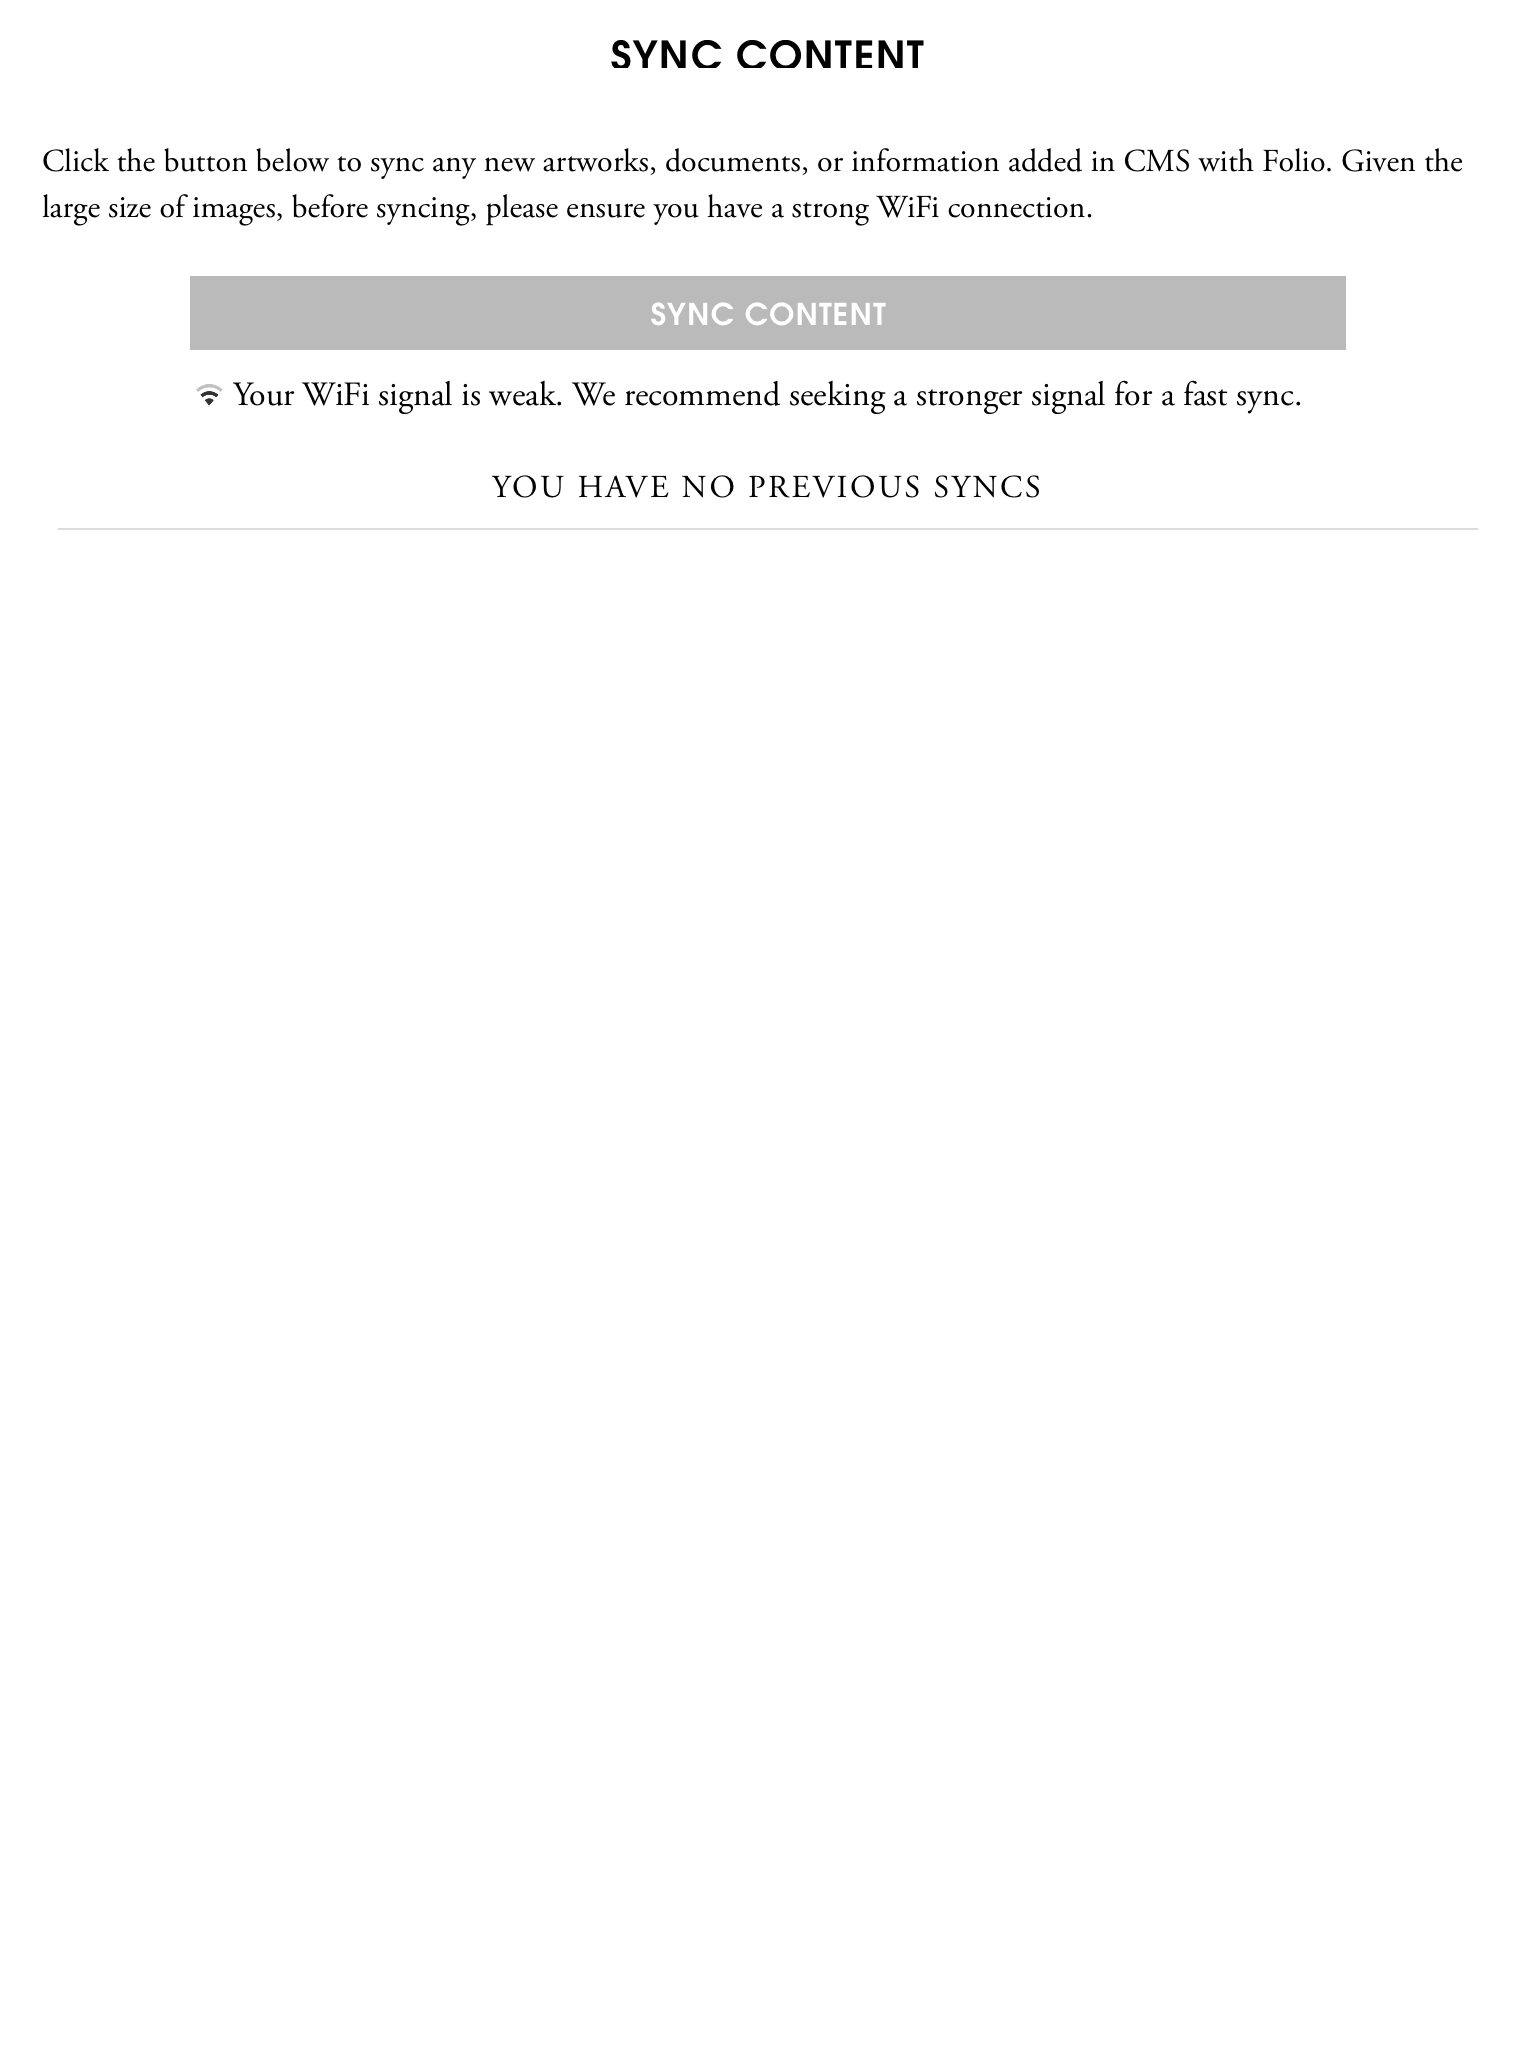 SYNC CONTENT
Click the button below to sync any new artworks, documents, or information added in CMS with Folio. Given the
large size of images, before syncing, please ensure you have a strong WiFi connection.
SYNC CONTENT
Your WiFi signal is weak. We recommend seeking a stronger signal for a fast sync.
YOU HAVE NO PREVIOUS SYNCS